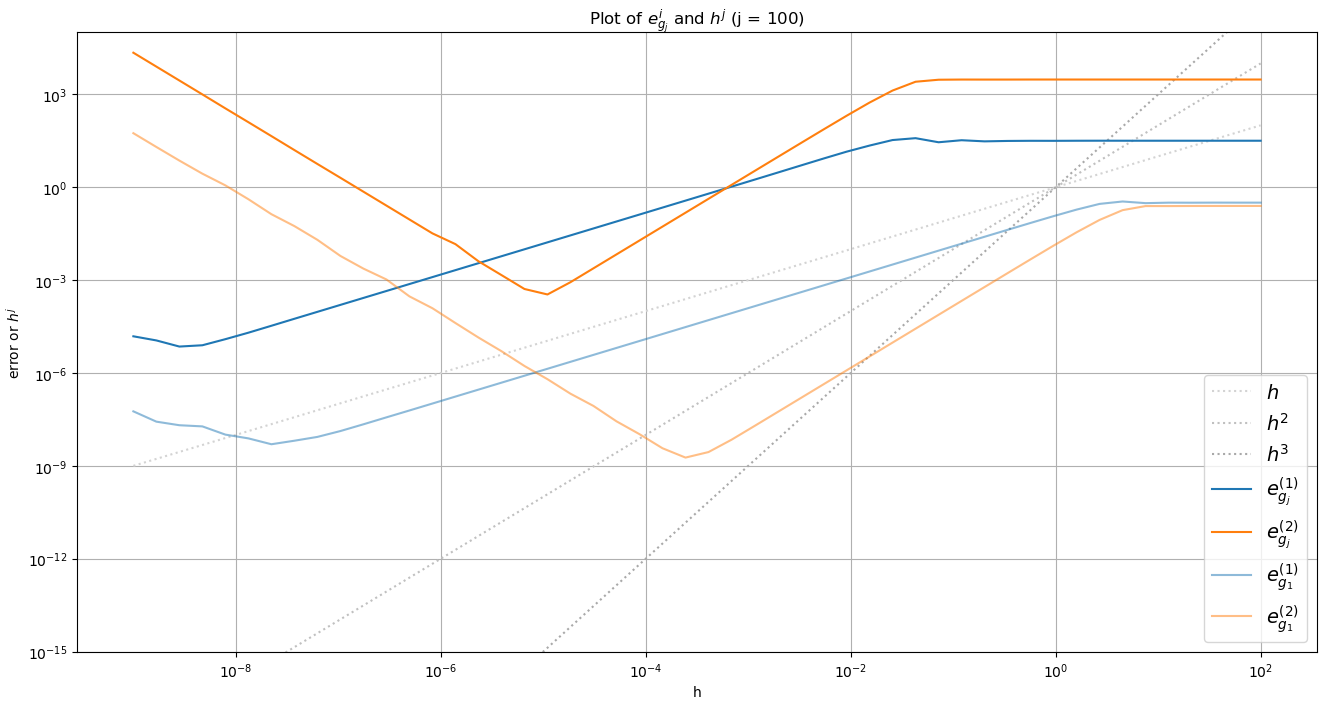 Plot of $e^i_{g_j}$ and $h^j$ (j = 100)
error or $h^j$
$10^3$
$10^0$
$10^{-3}$
$10^{-6}$
$10^{-9}$
$10^{-12}$
$10^{-15}$
$10^{-8}$ $10^{-6}$ $10^{-4}$ $10^{-2}$ $10^0$ $10^2$
h
$h$
$h^2$
$h^3$
$e^{(1)}_{g_j}$
$e^{(2)}_{g_j}$
$e^{(1)}_{g_1}$
$e^{(2)}_{g_1}$